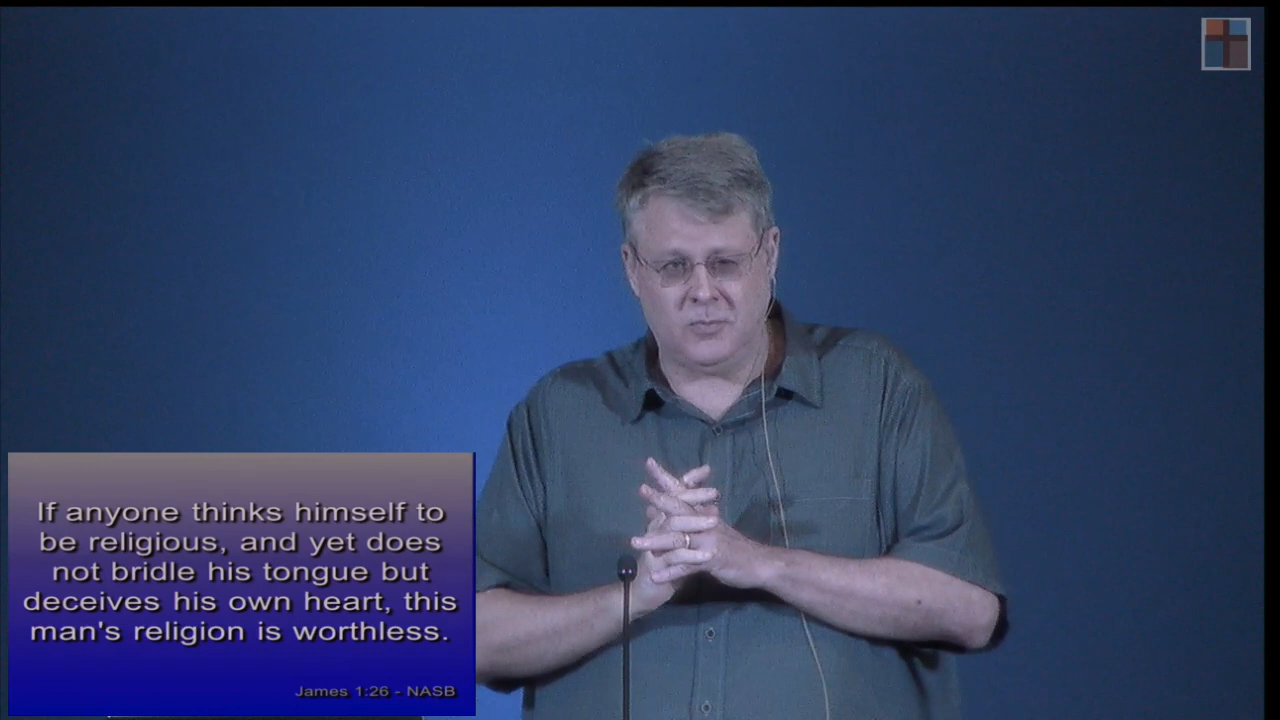 If anyone thinks himself to
be religious, and yet does
not bridle his tongue but
deceives his own heart, this
man's religion is worthless.
James 1:26 - NASB